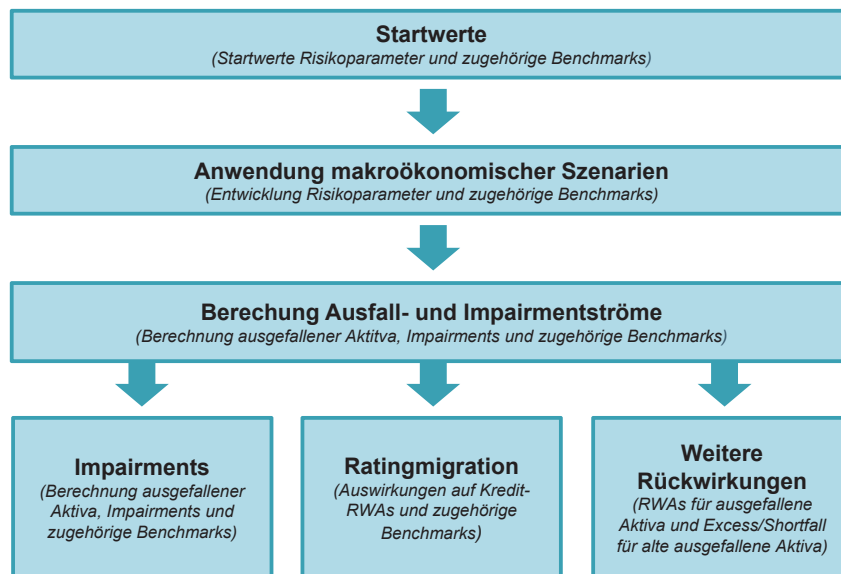 Startwerte
(Startwerte Risikoparameter und zugehörige Benchmarks)
Anwendung makroökonomischer Szenarien
(Entwicklung Risikoparameter und zugehörige Benchmarks)
Berechung Ausfall- und Impairmentströme
(Berechnung ausgefallener Aktitva, Impairments und zugehörige Benchmarks)
Impairments
(Berechnung ausgefallener
Aktiva, Impairments und
zugehörige Benchmarks)
Ratingmigration
(Auswirkungen auf Kredit-
RWAs und zugehörige
Benchmarks)
Weitere
Rückwirkungen
(RWAs für ausgefallene
Aktiva und Excess/Shortfall
für alte ausgefallene Aktiva)